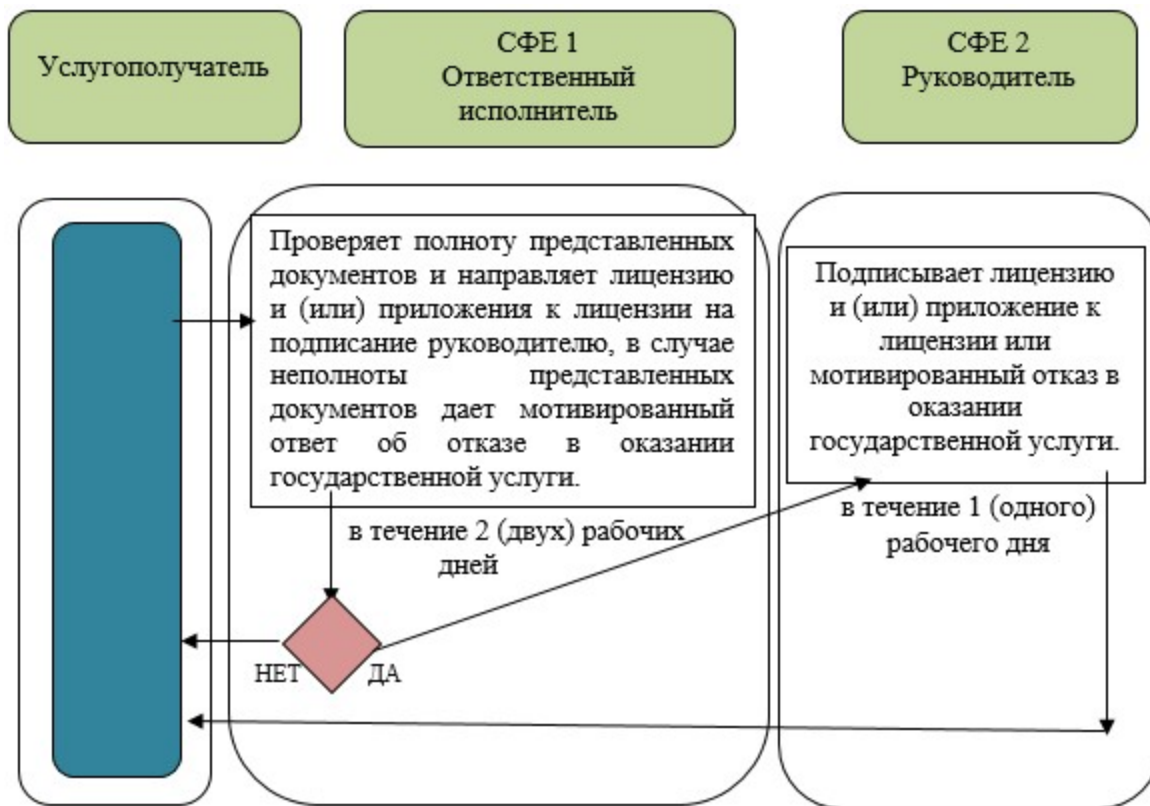 Услугополучатель
СФЕ 1
Ответственный
исполнитель
СФЕ 2
Руководитель
Проверяет полноту представленных
документов и направляет лицензию
и (или) приложения к лицензии на
подписание руководителю, в случае
неполноты представленных
документов дает мотивированный
ответ об отказе в оказании
государственной услуги.
в течение 2 (двух) рабочих
дней
НЕТ
ДА
Подписывает лицензию
и (или) приложение к
лицензии или
мотивированный отказ в
оказании
государственной услуги.
в течение 1 (одного)
рабочего дня